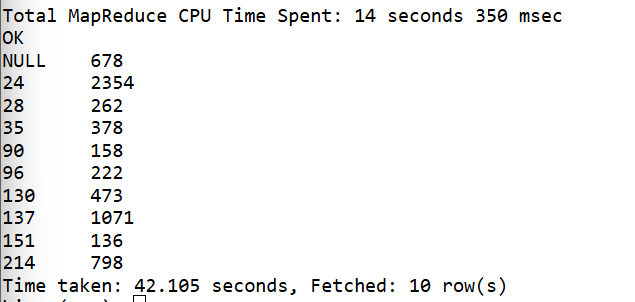 Total MapReduce CPU Time Spent: 14 seconds 350 msec
OK
NULL    678
24      2354
28      262
35      378
90      158
96      222
130     473
137     1071
151     136
214     798
Time taken: 42.105 seconds, Fetched: 10 row(s)